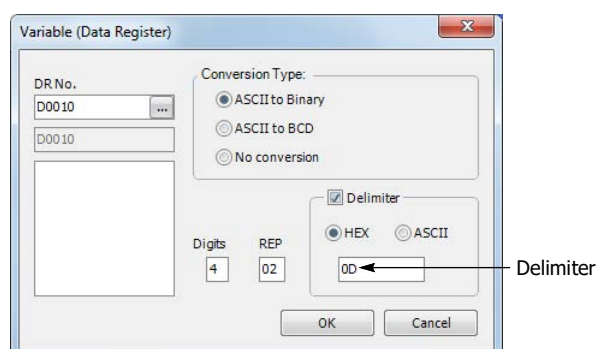 Variable (Data Register)
DR No.
D0010
...
D0010
Conversion Type:
ASCII to Binary
ASCII to BCD
No conversion
Digits
4
REP
02
Delimiter
HEX
ASCII
0D
Delimiter
OK
Cancel